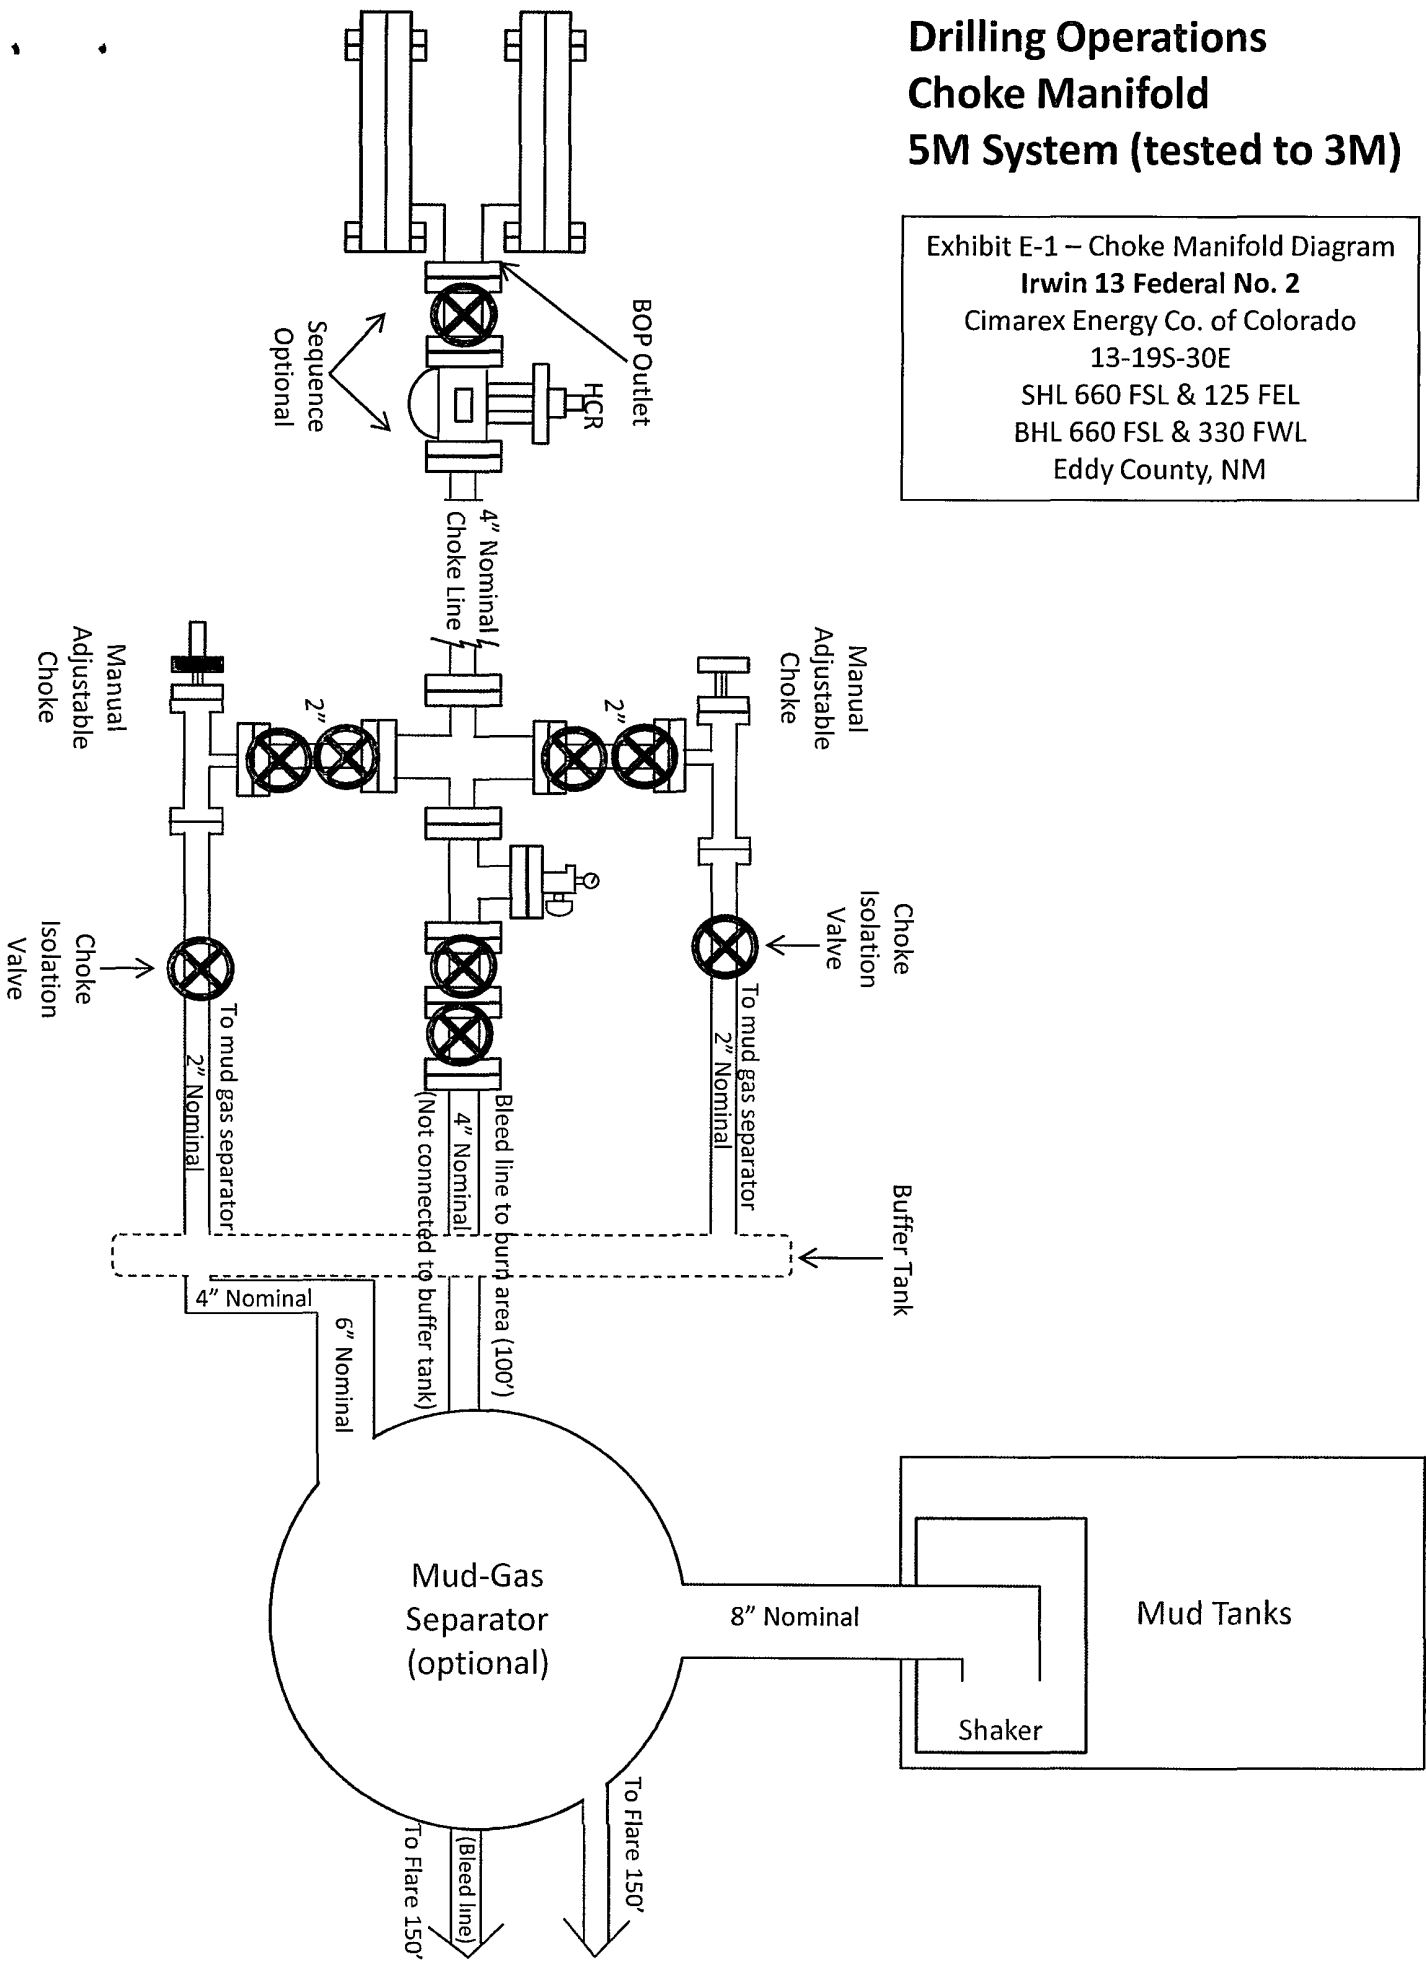 Drilling Operations
Choke Manifold
5M System (tested to 3M)
Exhibit E-1 – Choke Manifold Diagram
Irwin 13 Federal No. 2
Cimarex Energy Co. of Colorado
13-19S-30E
SHL 660 FSL & 125 FEL
BHL 660 FSL & 330 FWL
Eddy County, NM
BOP Outlet
HCR
Sequence
Optional
4” Nominal
Choke Line
Manual
Adjustable
Choke
Manual
Adjustable
Choke
2”
2”
Choke
Isolation
Valve
Choke
Isolation
Valve
To mud gas separator
2” Nominal
To mud gas separator
2” Nominal
Bleed line to burn area (100’)
4” Nominal
(Not connected to buffer tank)
Buffer Tank
4” Nominal
6” Nominal
Mud-Gas
Separator
(optional)
8” Nominal
Mud Tanks
Shaker
To Flare 150’
(Bleed line)
To Flare 150’